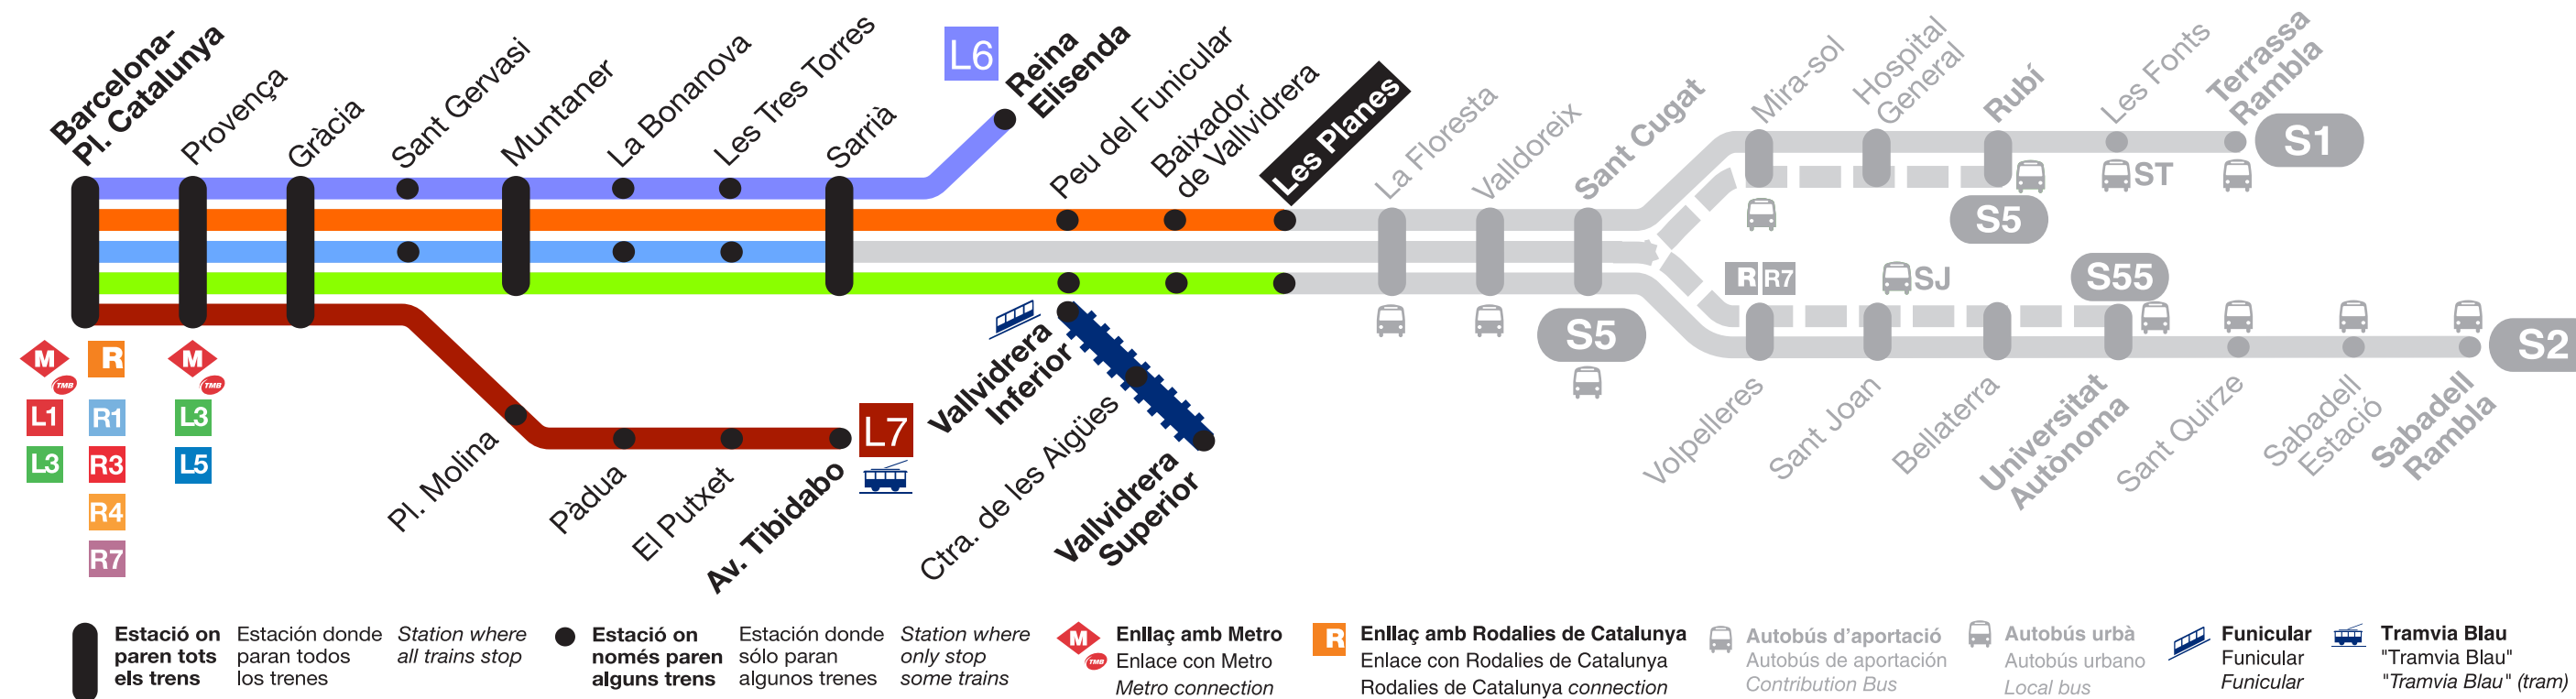 Barcelona-
Pl. Catalunya
Provença
Gràcia
Sant Gervasi
Muntaner
La Bonanova
Les Tres Torres
Sarrià
L6
Reina
Elisenda
Peu del Funicular
Baixador
de Vallvidrera
Les Planes
La Floresta
Valldoreix
Sant Cugat
Mira-sol
Hospital
General
Rubí
Les Fonts
Terrassa
Rambla
S1
ST
S5
S55
R R7
SJ
S5
S2
M
TMB
L1
L3
R
R1
R3
R4
R7
M
TMB
L3
L5
Pl. Molina
Pàdua
El Putxet
Av. Tibidabo
L7
Vallvidrera
Inferior
Ctra. de les Aigües
Vallvidrera
Superior
Volpelleres
Sant Joan
Bellaterra
Universitat
Autònoma
Sant Quirze
Sabadell
Estació
Sabadell
Rambla
Estació on
paren tots
els trens
Estación donde
paran todos
los trenes
Station where
all trains stop
Estació on
només paren
alguns trens
Estación donde
sólo paran
algunos trenes
Station where
only stop
some trains
M
TMB
Enllaç amb Metro
Enlace con Metro
Metro connection
R
Enllaç amb Rodalies de Catalunya
Enlace con Rodalies de Catalunya
Rodalies de Catalunya connection
Autobús d'aportació
Autobús de aportación
Contribution Bus
Autobús urbà
Autobús urbano
Local bus
Funicular
Funicular
Funicular
Tramvia Blau
"Tramvia Blau"
"Tramvia Blau" (tram)